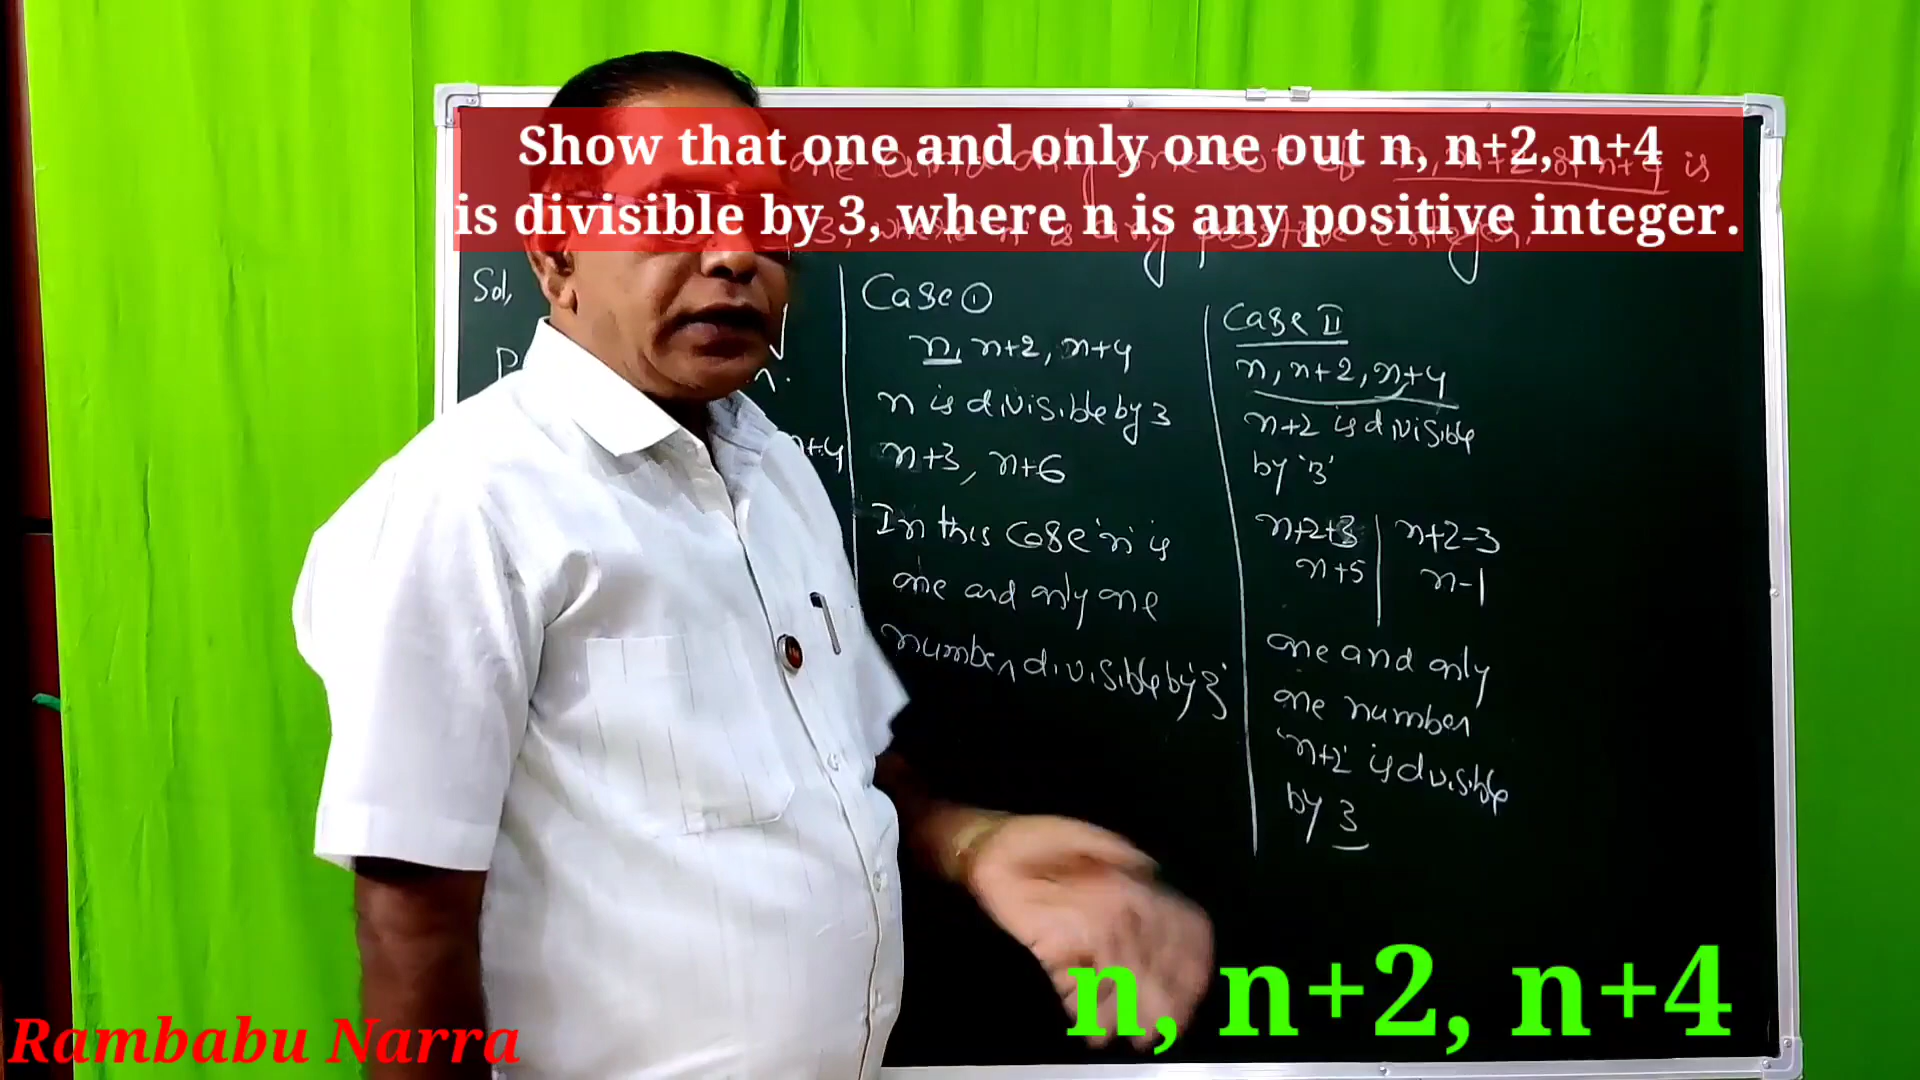 Show that one and only one out n, n+2, n+4
is divisible by 3, where n is any positive integer.
Sol,
n+4
Case ①
n, n+2, n+4
n is divisible by 3
n+3, n+6
In this case 'n' is
one and only one
number divisible by '3'
Case II
n, n+2, n+4
n+2 is divisible
by '3'
n+2+3 | n+2-3
n+5 | n-1
one and only
one number
'n+2' is divisible
by 3
n, n+2, n+4
Rambabu Narra